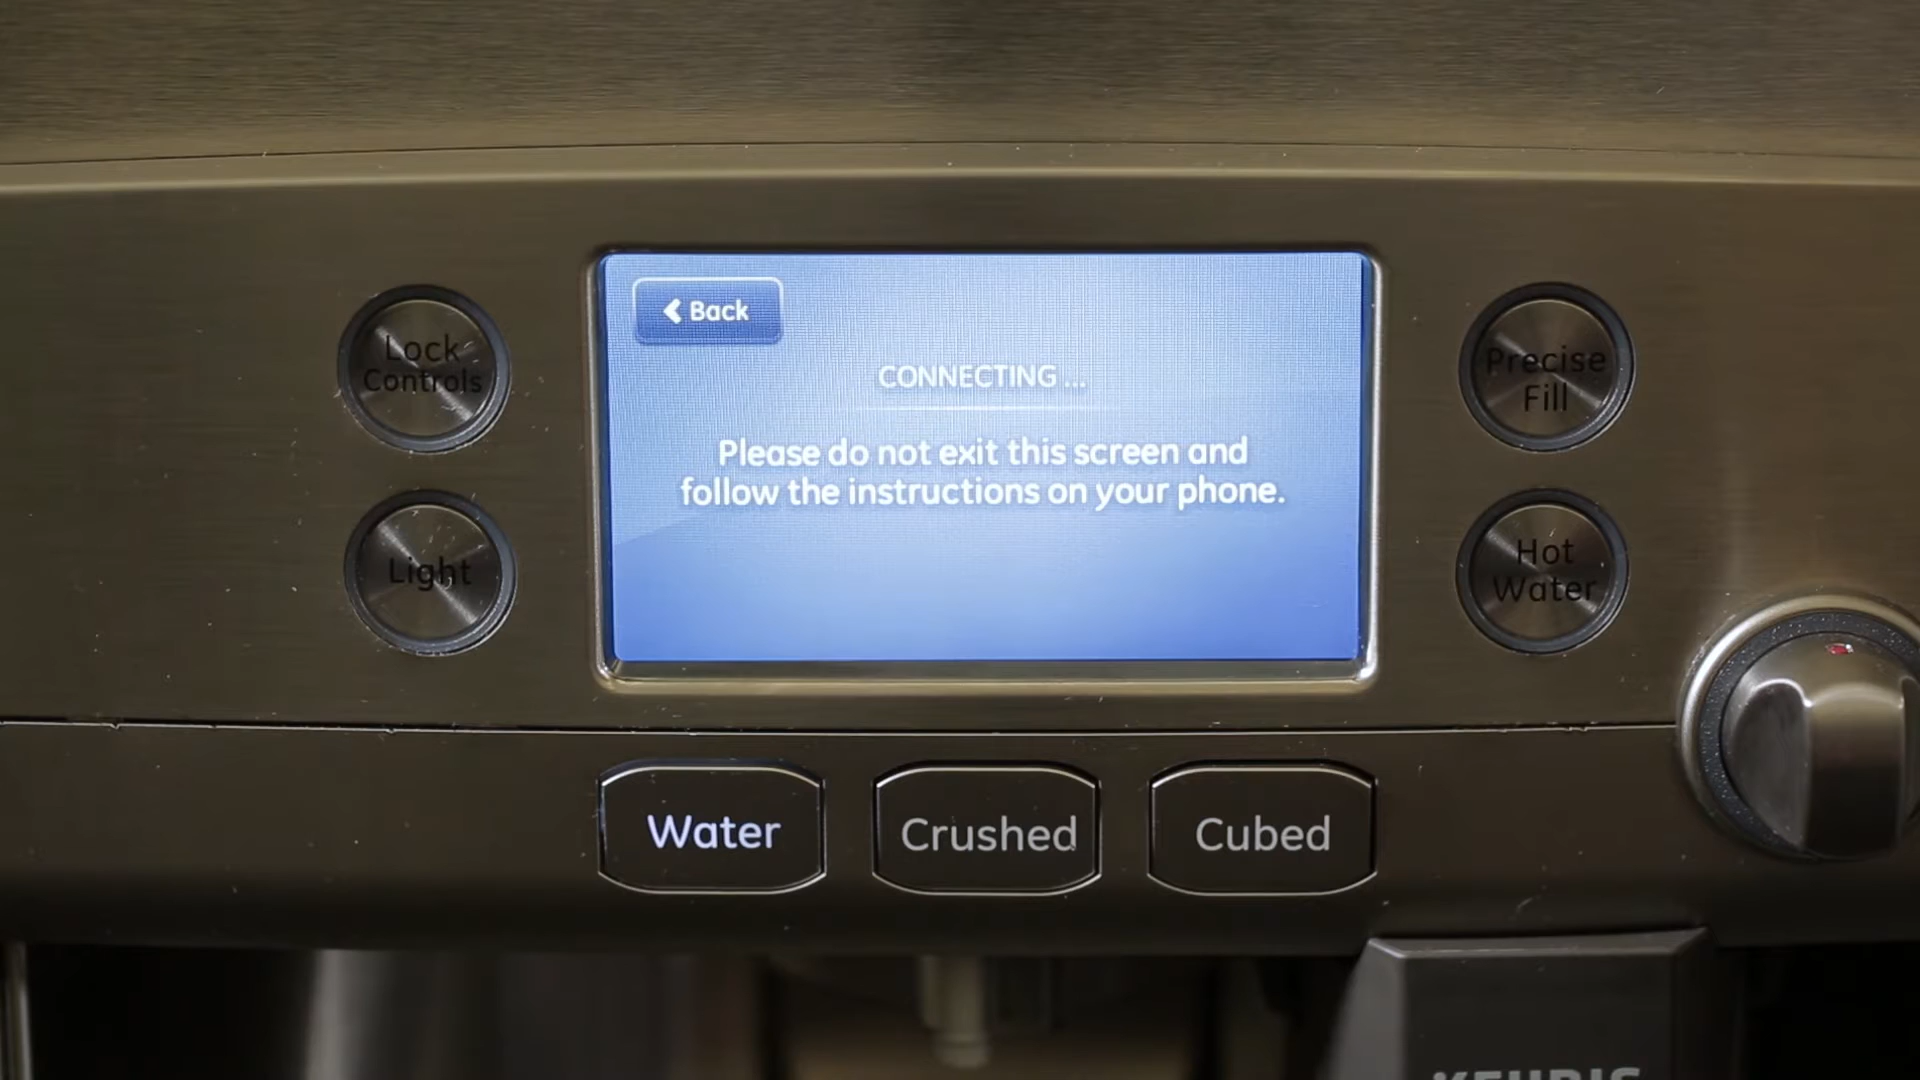 Back
CONNECTING ...
Please do not exit this screen and
follow the instructions on your phone.
Lock
Controls
Light
Precise
Fill
Hot
Water
Water
Crushed
Cubed
KEURIG